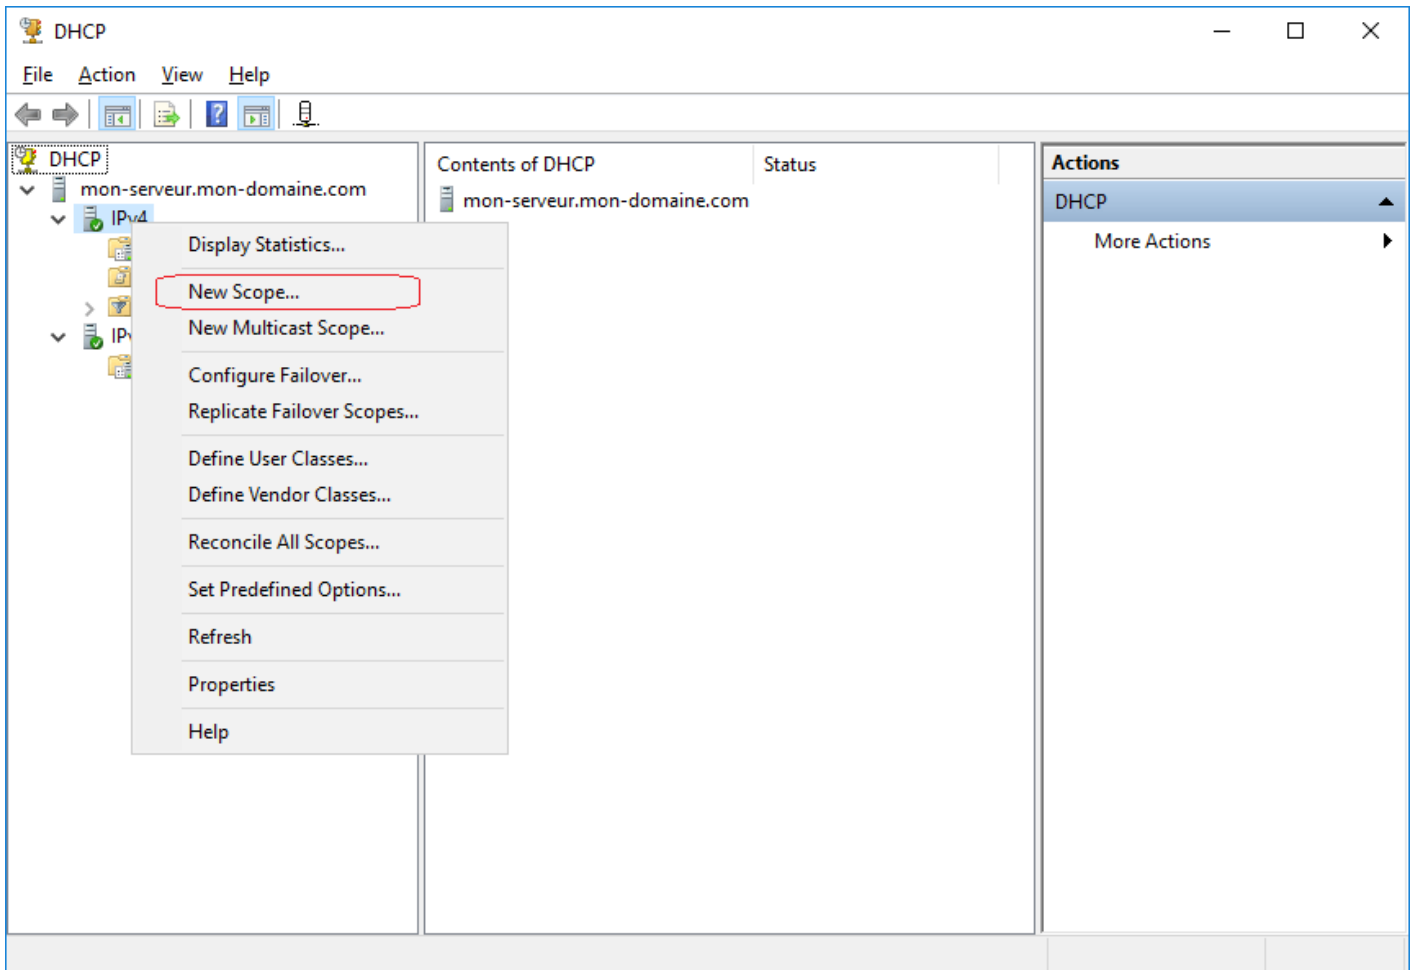 DHCP
File Action View Help
DHCP
mon-serveur.mon-domaine.com
IPv4
Contents of DHCP Status
mon-serveur.mon-domaine.com
Actions
DHCP
More Actions
Display Statistics...
New Scope...
New Multicast Scope...
Configure Failover...
Replicate Failover Scopes...
Define User Classes...
Define Vendor Classes...
Reconcile All Scopes...
Set Predefined Options...
Refresh
Properties
Help